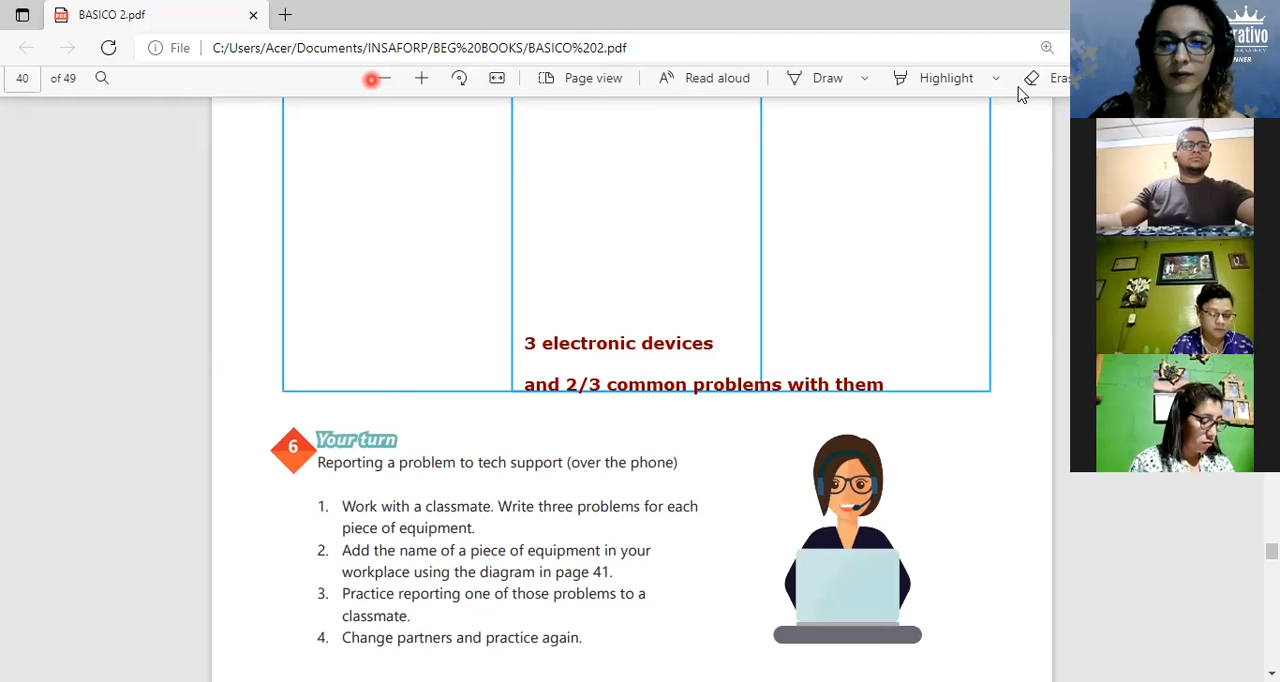 BASICO 2.pdf
File
C:/Users/Acer/Documents/INSAFORP/BEG%20BOOKS/BASICO%202.pdf
40
of 49
Page view
Read aloud
Draw
Highlight
Eras
3 electronic devices
and 2/3 common problems with them
6
Your turn
Reporting a problem to tech support (over the phone)
1. Work with a classmate. Write three problems for each
piece of equipment.
2. Add the name of a piece of equipment in your
workplace using the diagram in page 41.
3. Practice reporting one of those problems to a
classmate.
4. Change partners and practice again.